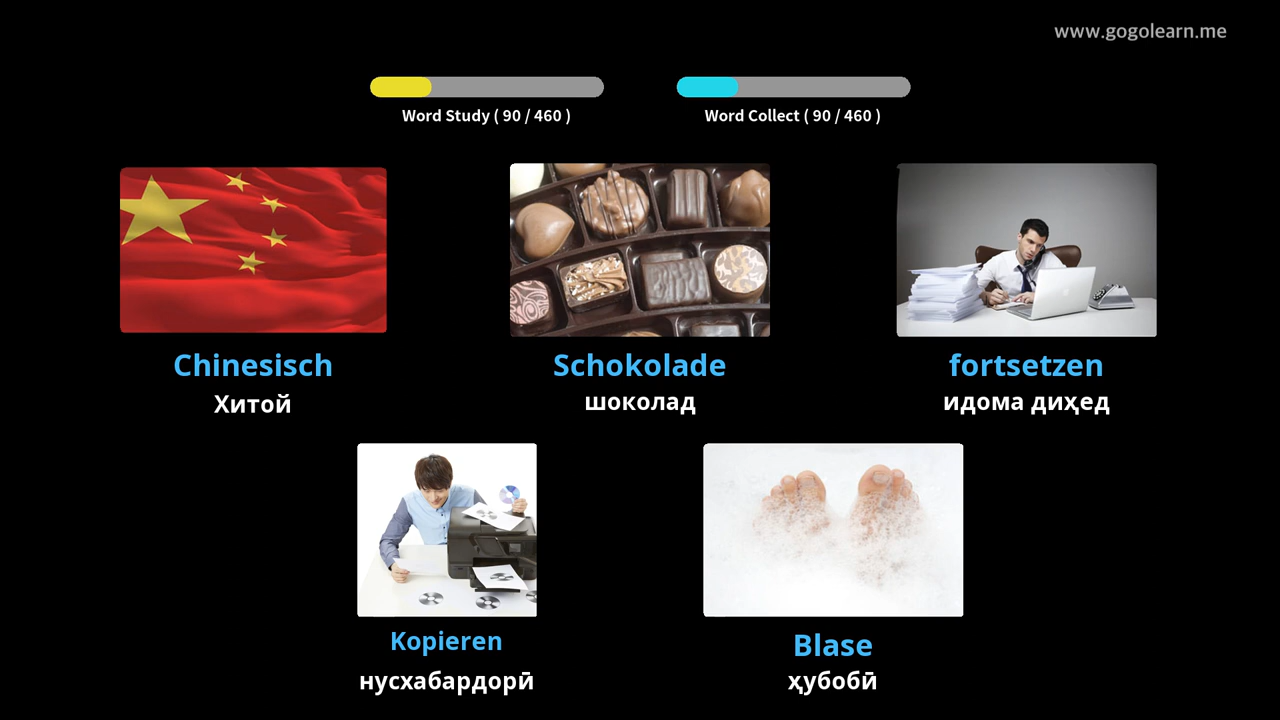 www.gogolearn.me
Word Study ( 90 / 460 )
Word Collect ( 90 / 460 )
Chinesisch
Хитой
Schokolade
шоколад
fortsetzen
идома диҳед
Kopieren
нусхабардорӣ
Blase
ҳубобӣ